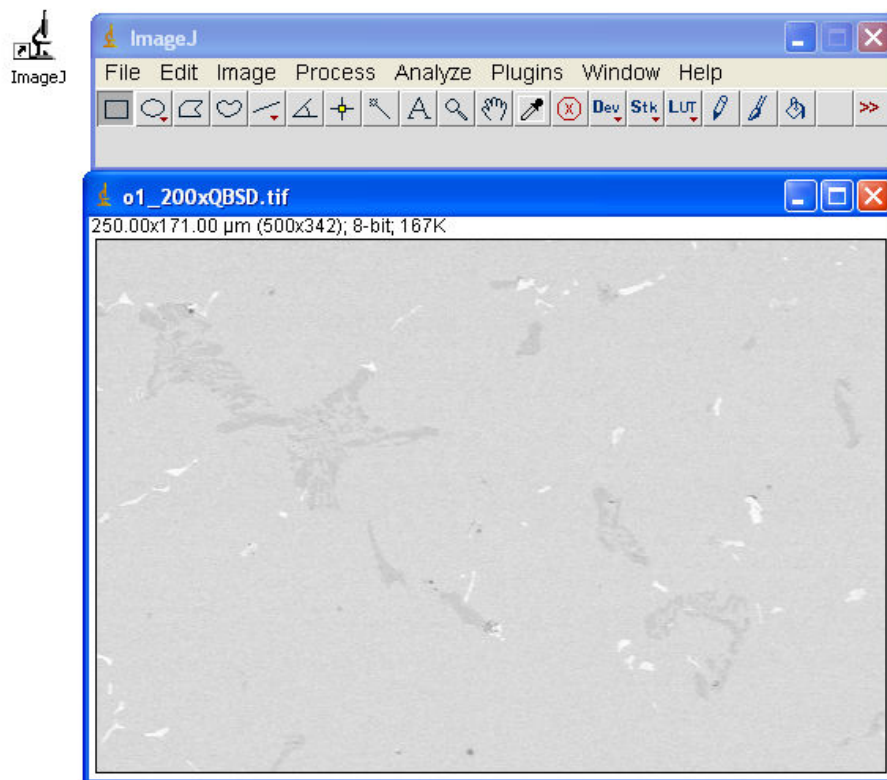 ImageJ
ImageJ
File Edit Image Process Analyze Plugins Window Help
A Dev Stk LUT >>
o1_200xQBSD.tif
250.00x171.00 µm (500x342); 8-bit; 167K